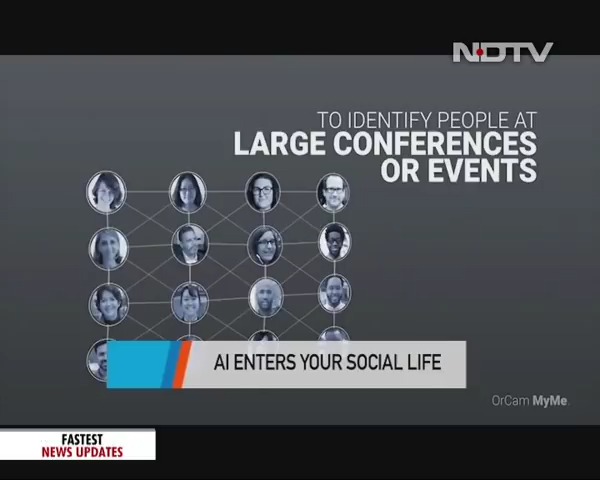 NDTV
TO IDENTIFY PEOPLE AT
LARGE CONFERENCES
OR EVENTS
AI ENTERS YOUR SOCIAL LIFE
OrCam MyMe.
FASTEST
NEWS UPDATES